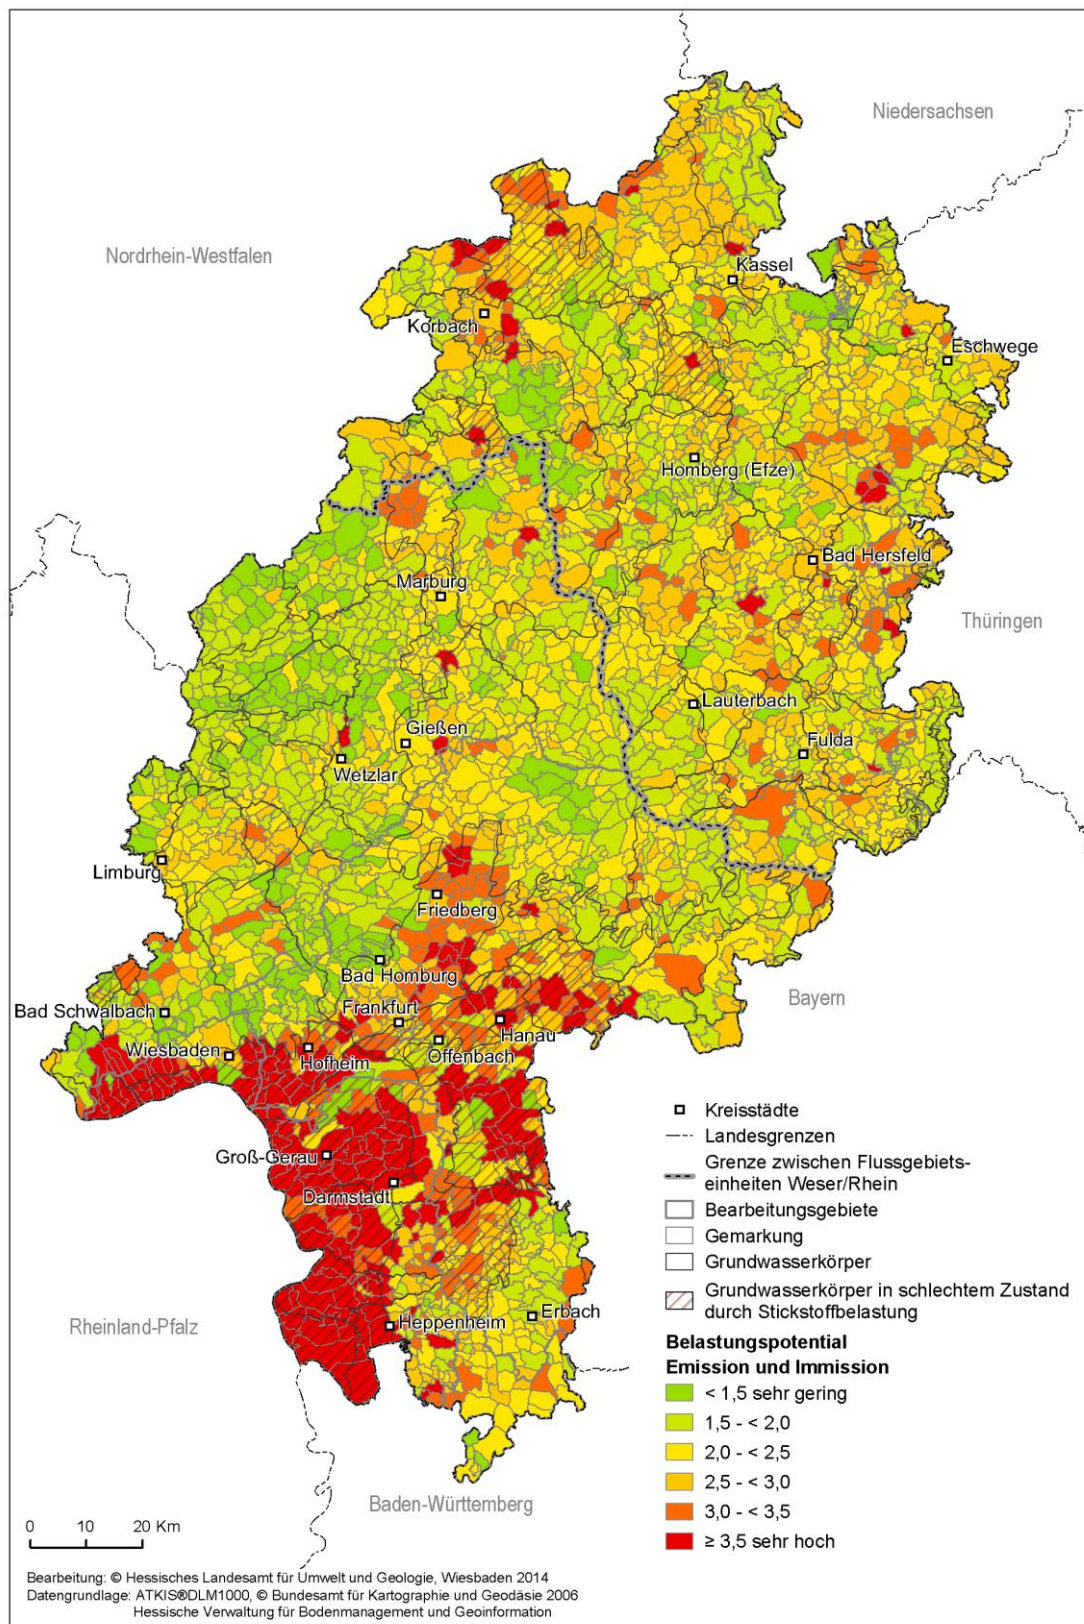 Niedersachsen
Nordrhein-Westfalen
Kassel
Korbach
Eschwege
Homberg (Efze)
Bad Hersfeld
Marburg
Thüringen
Lauterbach
Gießen
Fulda
Wetzlar
Limburg
Friedberg
Bad Homburg
Bayern
Frankfurt
Bad Schwalbach
Hanau
Wiesbaden
Hofheim
Offenbach
Groß-Gerau
Darmstadt
Erbach
Rheinland-Pfalz
Heppenheim
Baden-Württemberg
Kreisstädte
Landesgrenzen
Grenze zwischen Flussgebiets-
einheiten Weser/Rhein
Bearbeitungsgebiete
Gemarkung
Grundwasserkörper
Grundwasserkörper in schlechtem Zustand
durch Stickstoffbelastung
Belastungspotential
Emission und Immission
< 1,5 sehr gering
1,5 - < 2,0
2,0 - < 2,5
2,5 - < 3,0
3,0 - < 3,5
≥ 3,5 sehr hoch
0 10 20 Km
Bearbeitung: © Hessisches Landesamt für Umwelt und Geologie, Wiesbaden 2014
Datengrundlage: ATKIS®DLM1000, © Bundesamt für Kartographie und Geodäsie 2006
Hessische Verwaltung für Bodenmanagement und Geoinformation